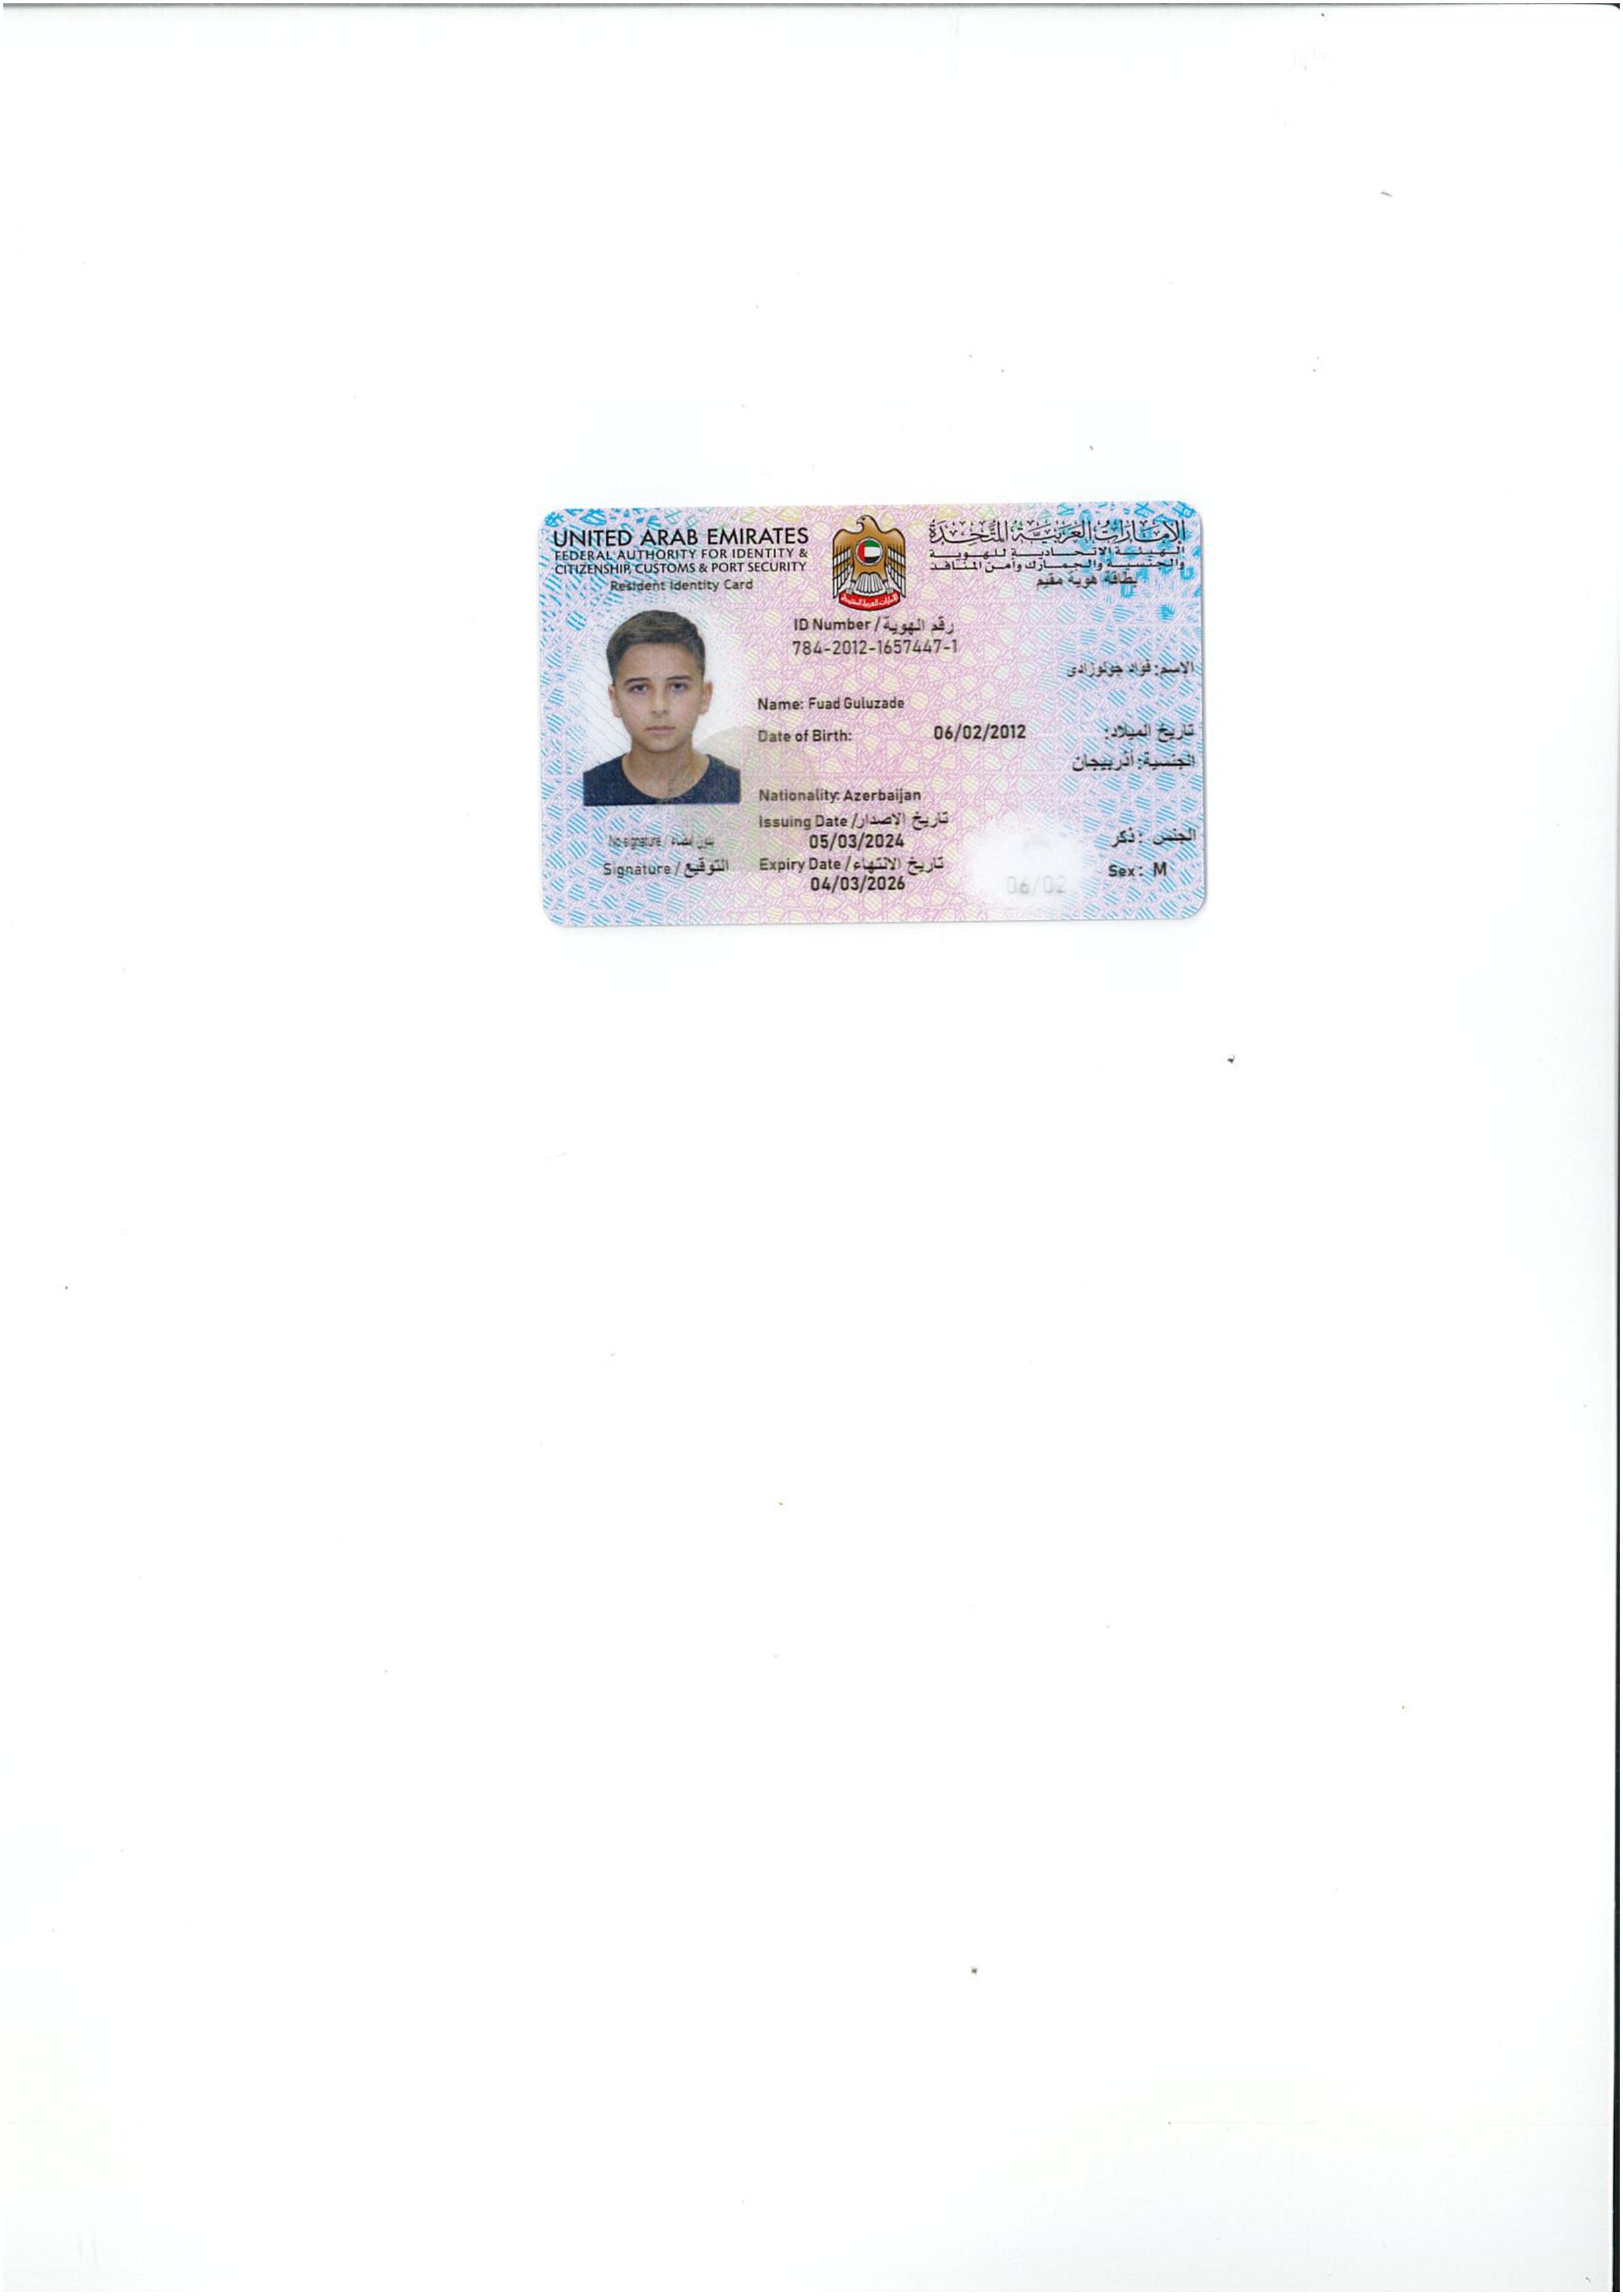 UNITED ARAB EMIRATES
FEDERAL AUTHORITY FOR IDENTITY &
CITIZENSHIP, CUSTOMS & PORT SECURITY
Resident Identity Card
الإمارات العربية المتحدة
الهيئة الاتحادية للهوية
والجنسية والجمارك وأمن المنافذ
بطاقة هوية مقيم
ID Number / رقم الهوية
784-2012-1657447-1
الاسم: فواد جولوزادى
Name: Fuad Guluzade
Date of Birth: 06/02/2012 تاريخ الميلاد:
الجنسية: أذربيجان
Nationality: Azerbaijan
Issuing Date / تاريخ الاصدار
05/03/2024
Expiry Date / تاريخ الانتهاء
04/03/2026
No signature / بدون امضاء
Signature / التوقيع
الجنس : ذكر
Sex: M
06/02